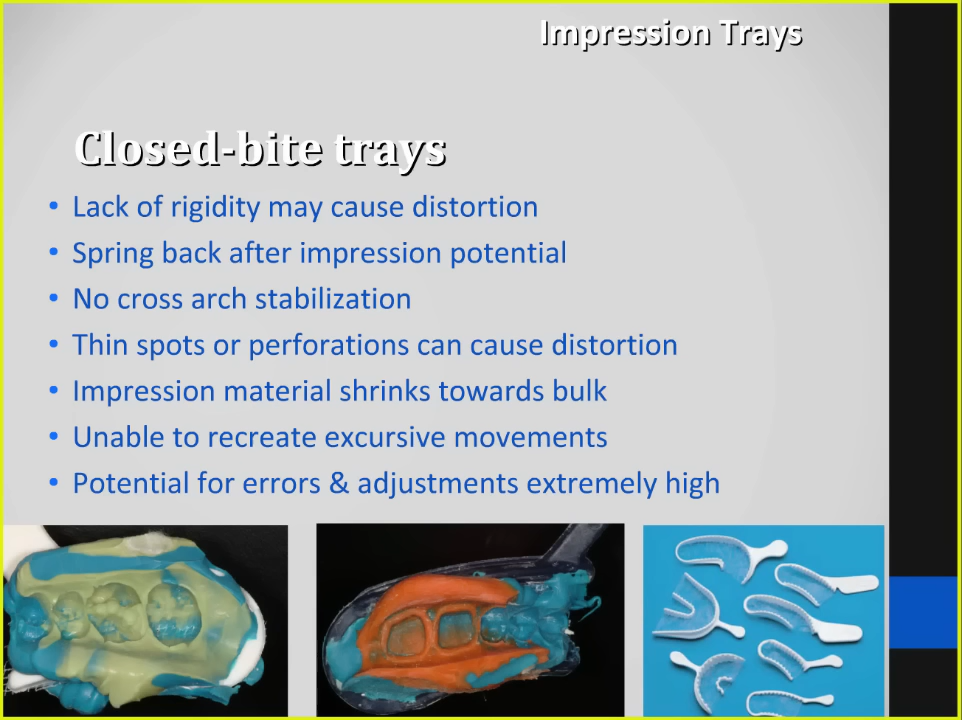 Impression Trays
Closed-bite trays
• Lack of rigidity may cause distortion
• Spring back after impression potential
• No cross arch stabilization
• Thin spots or perforations can cause distortion
• Impression material shrinks towards bulk
• Unable to recreate excursive movements
• Potential for errors & adjustments extremely high